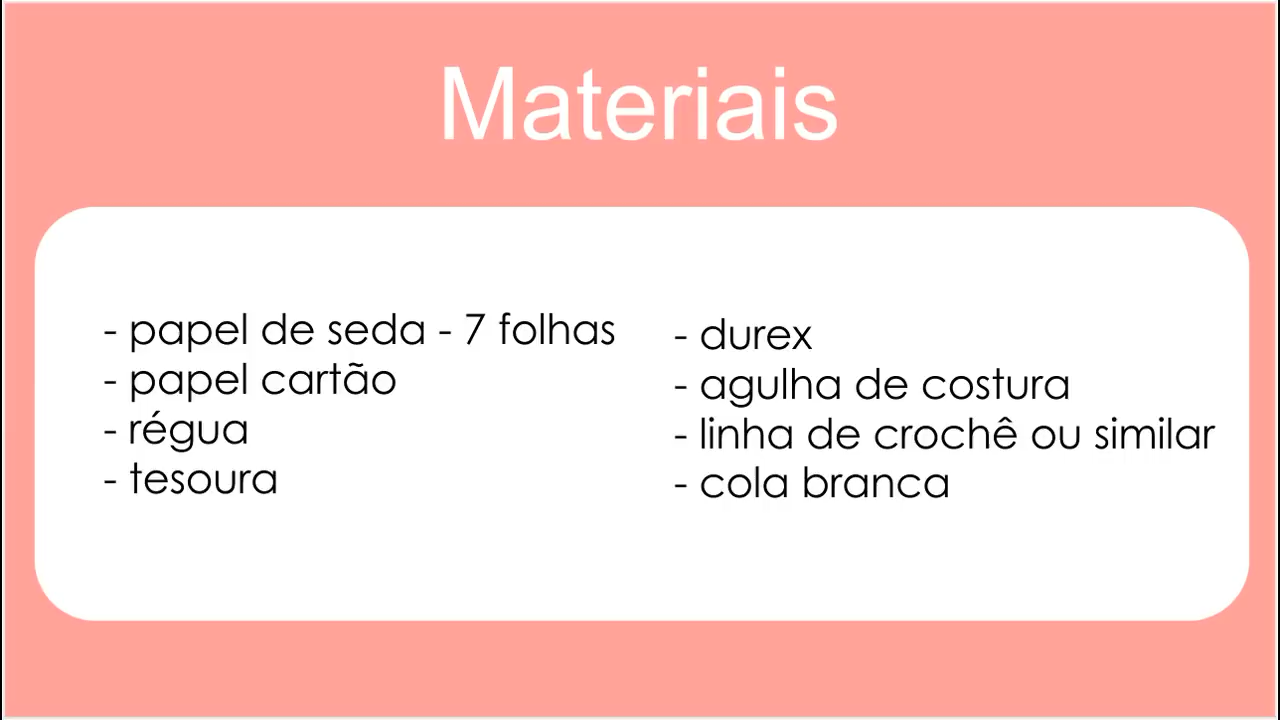 Materiais
- papel de seda - 7 folhas
- papel cartão
- régua
- tesoura
- durex
- agulha de costura
- linha de crochê ou similar
- cola branca